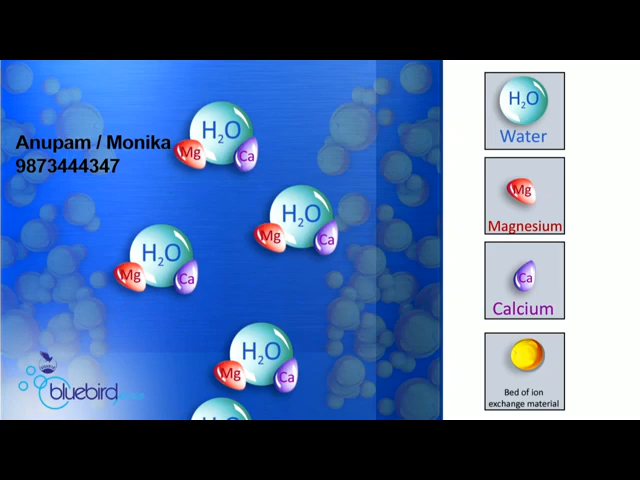 Anupam / Monika
9873444347
H2O
Mg
Ca
H2O
Mg
Ca
H2O
Mg
Ca
H2O
Mg
Ca
H2O
bluebird
H2O
Water
Mg
Magnesium
Ca
Calcium
Bed of ion
exchange material